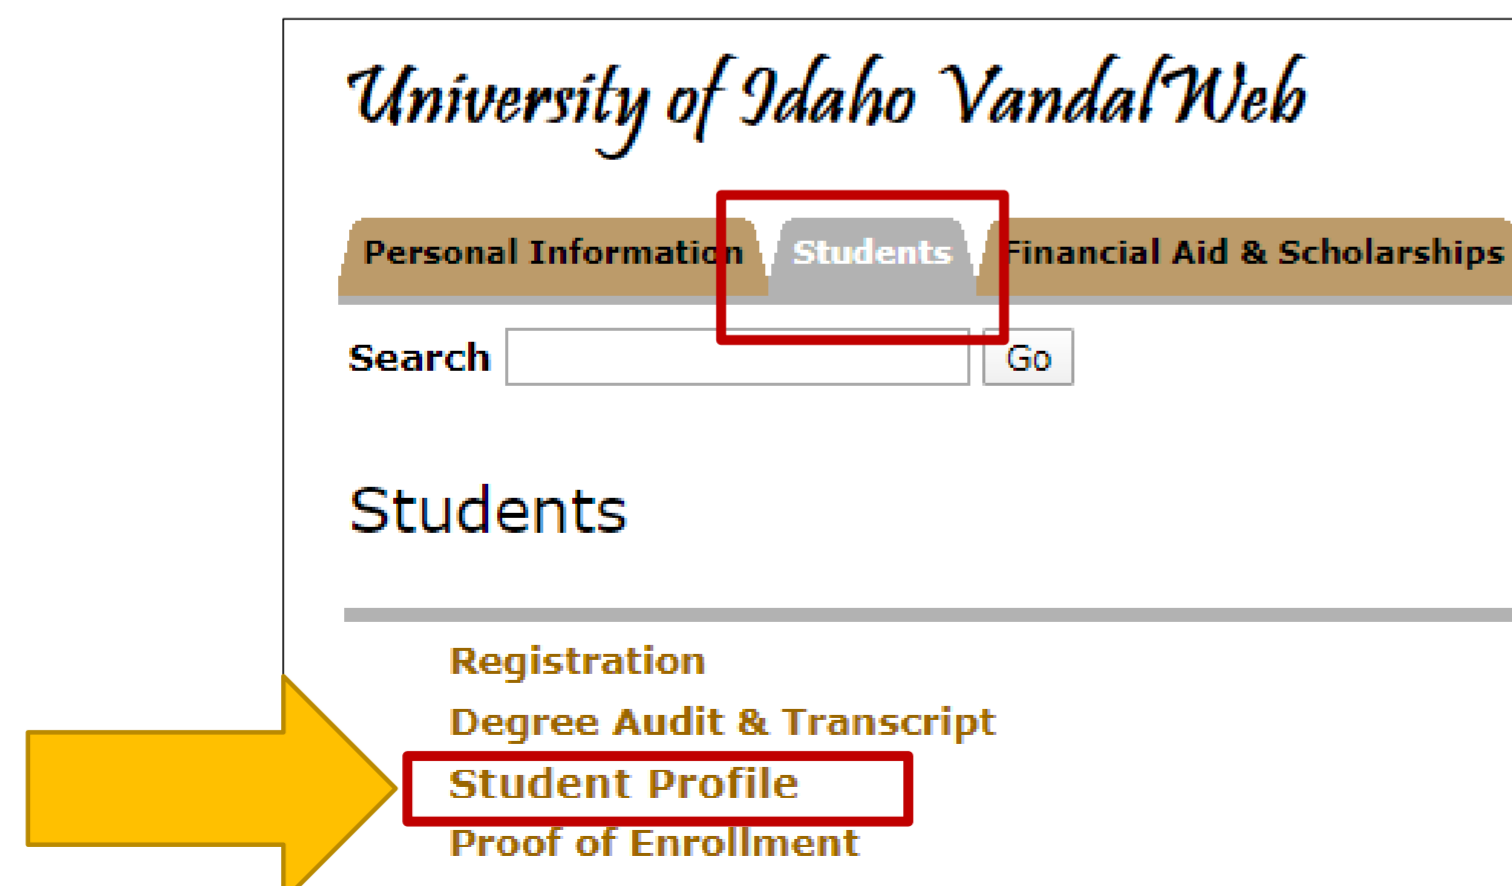 University of Idaho VandalWeb
Personal Information Students Financial Aid & Scholarships
Search Go
Students
Registration
Degree Audit & Transcript
Student Profile
Proof of Enrollment